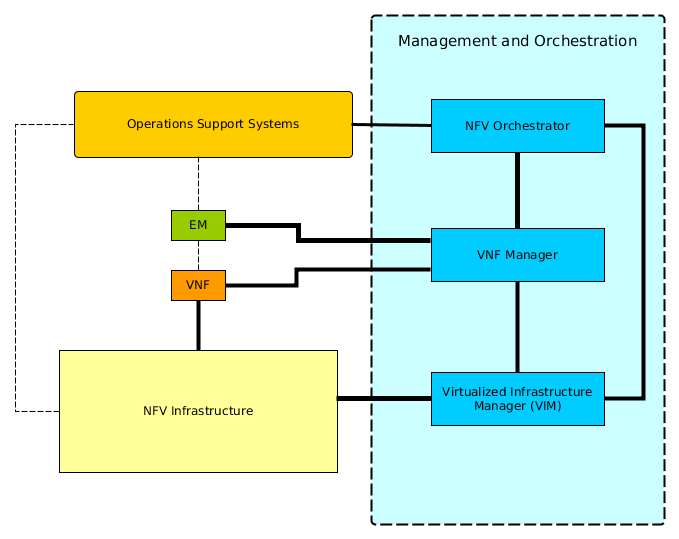 Management and Orchestration
Operations Support Systems
NFV Orchestrator
EM
VNF Manager
VNF
NFV Infrastructure
Virtualized Infrastructure
Manager (VIM)